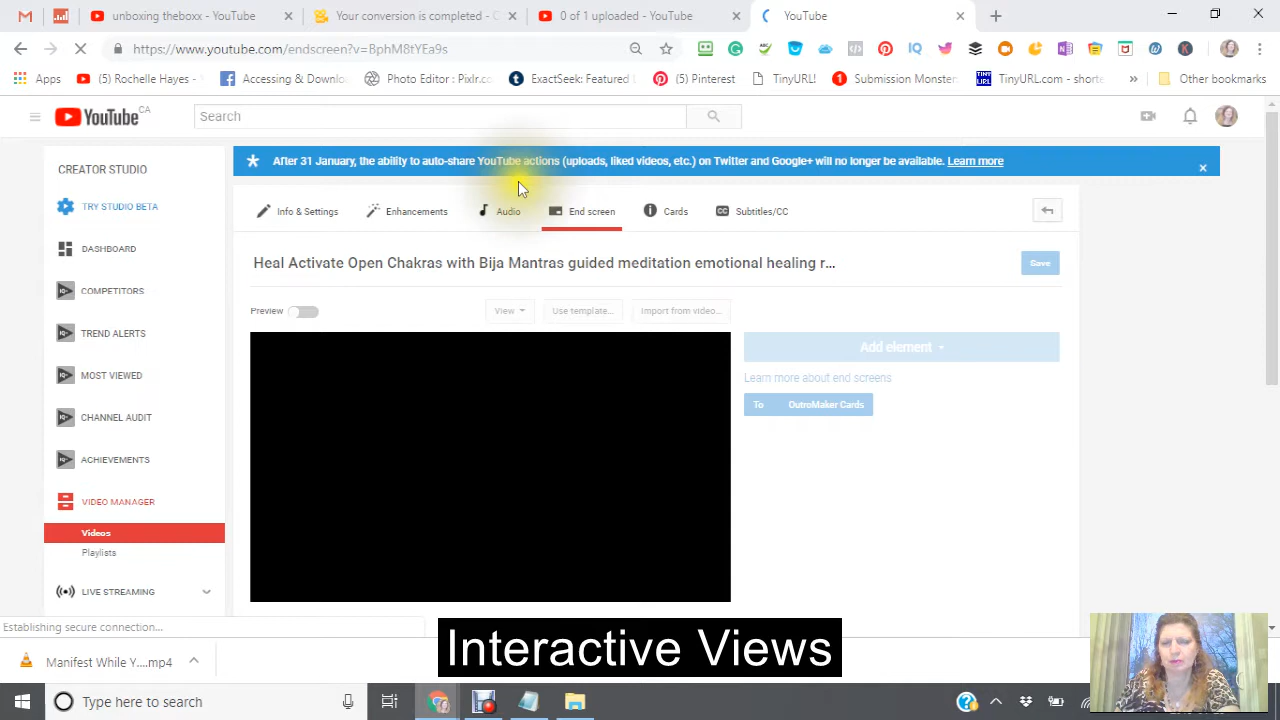 unboxing theboxx - YouTube
Your conversion is completed - C
0 of 1 uploaded - YouTube
YouTube
https://www.youtube.com/endscreen?v=BphM8tYEa9s
Apps
(5) Rochelle Hayes
Accessing & Downlo
Photo Editor : Pixlr.co
ExactSeek: Featured
(5) Pinterest
TinyURL!
Submission Monster
TinyURL.com - shorte
Other bookmarks
YouTube CA
Search
CREATOR STUDIO
After 31 January, the ability to auto-share YouTube actions (uploads, liked videos, etc.) on Twitter and Google+ will no longer be available. Learn more
TRY STUDIO BETA
DASHBOARD
COMPETITORS
TREND ALERTS
MOST VIEWED
CHANNEL AUDIT
ACHIEVEMENTS
VIDEO MANAGER
Videos
Playlists
LIVE STREAMING
Info & Settings
Enhancements
Audio
End screen
Cards
Subtitles/CC
Heal Activate Open Chakras with Bija Mantras guided meditation emotional healing r...
Save
Preview
View
Use template...
Import from video...
Add element
Learn more about end screens
To OutroMaker Cards
Establishing secure connection...
Interactive Views
Manifest While Y....mp4
Type here to search